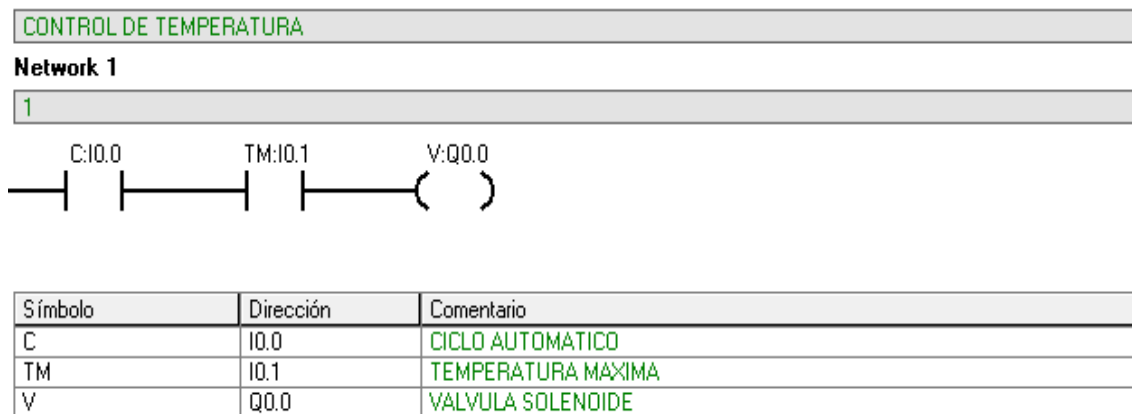 CONTROL DE TEMPERATURA
Network 1
1
C:I0.0 TM:I0.1 V:Q0.0
Símbolo Dirección Comentario
C I0.0 CICLO AUTOMATICO
TM I0.1 TEMPERATURA MAXIMA
V Q0.0 VALVULA SOLENOIDE